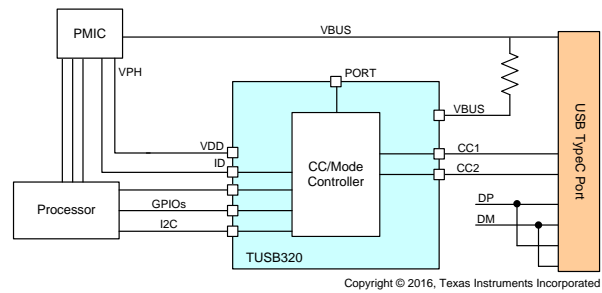 PMIC
VBUS
VPH
PORT
VBUS
VDD
ID
CC/Mode
Controller
CC1
CC2
USB TypeC Port
Processor
GPIOs
I2C
DP
DM
TUSB320
Copyright © 2016, Texas Instruments Incorporated